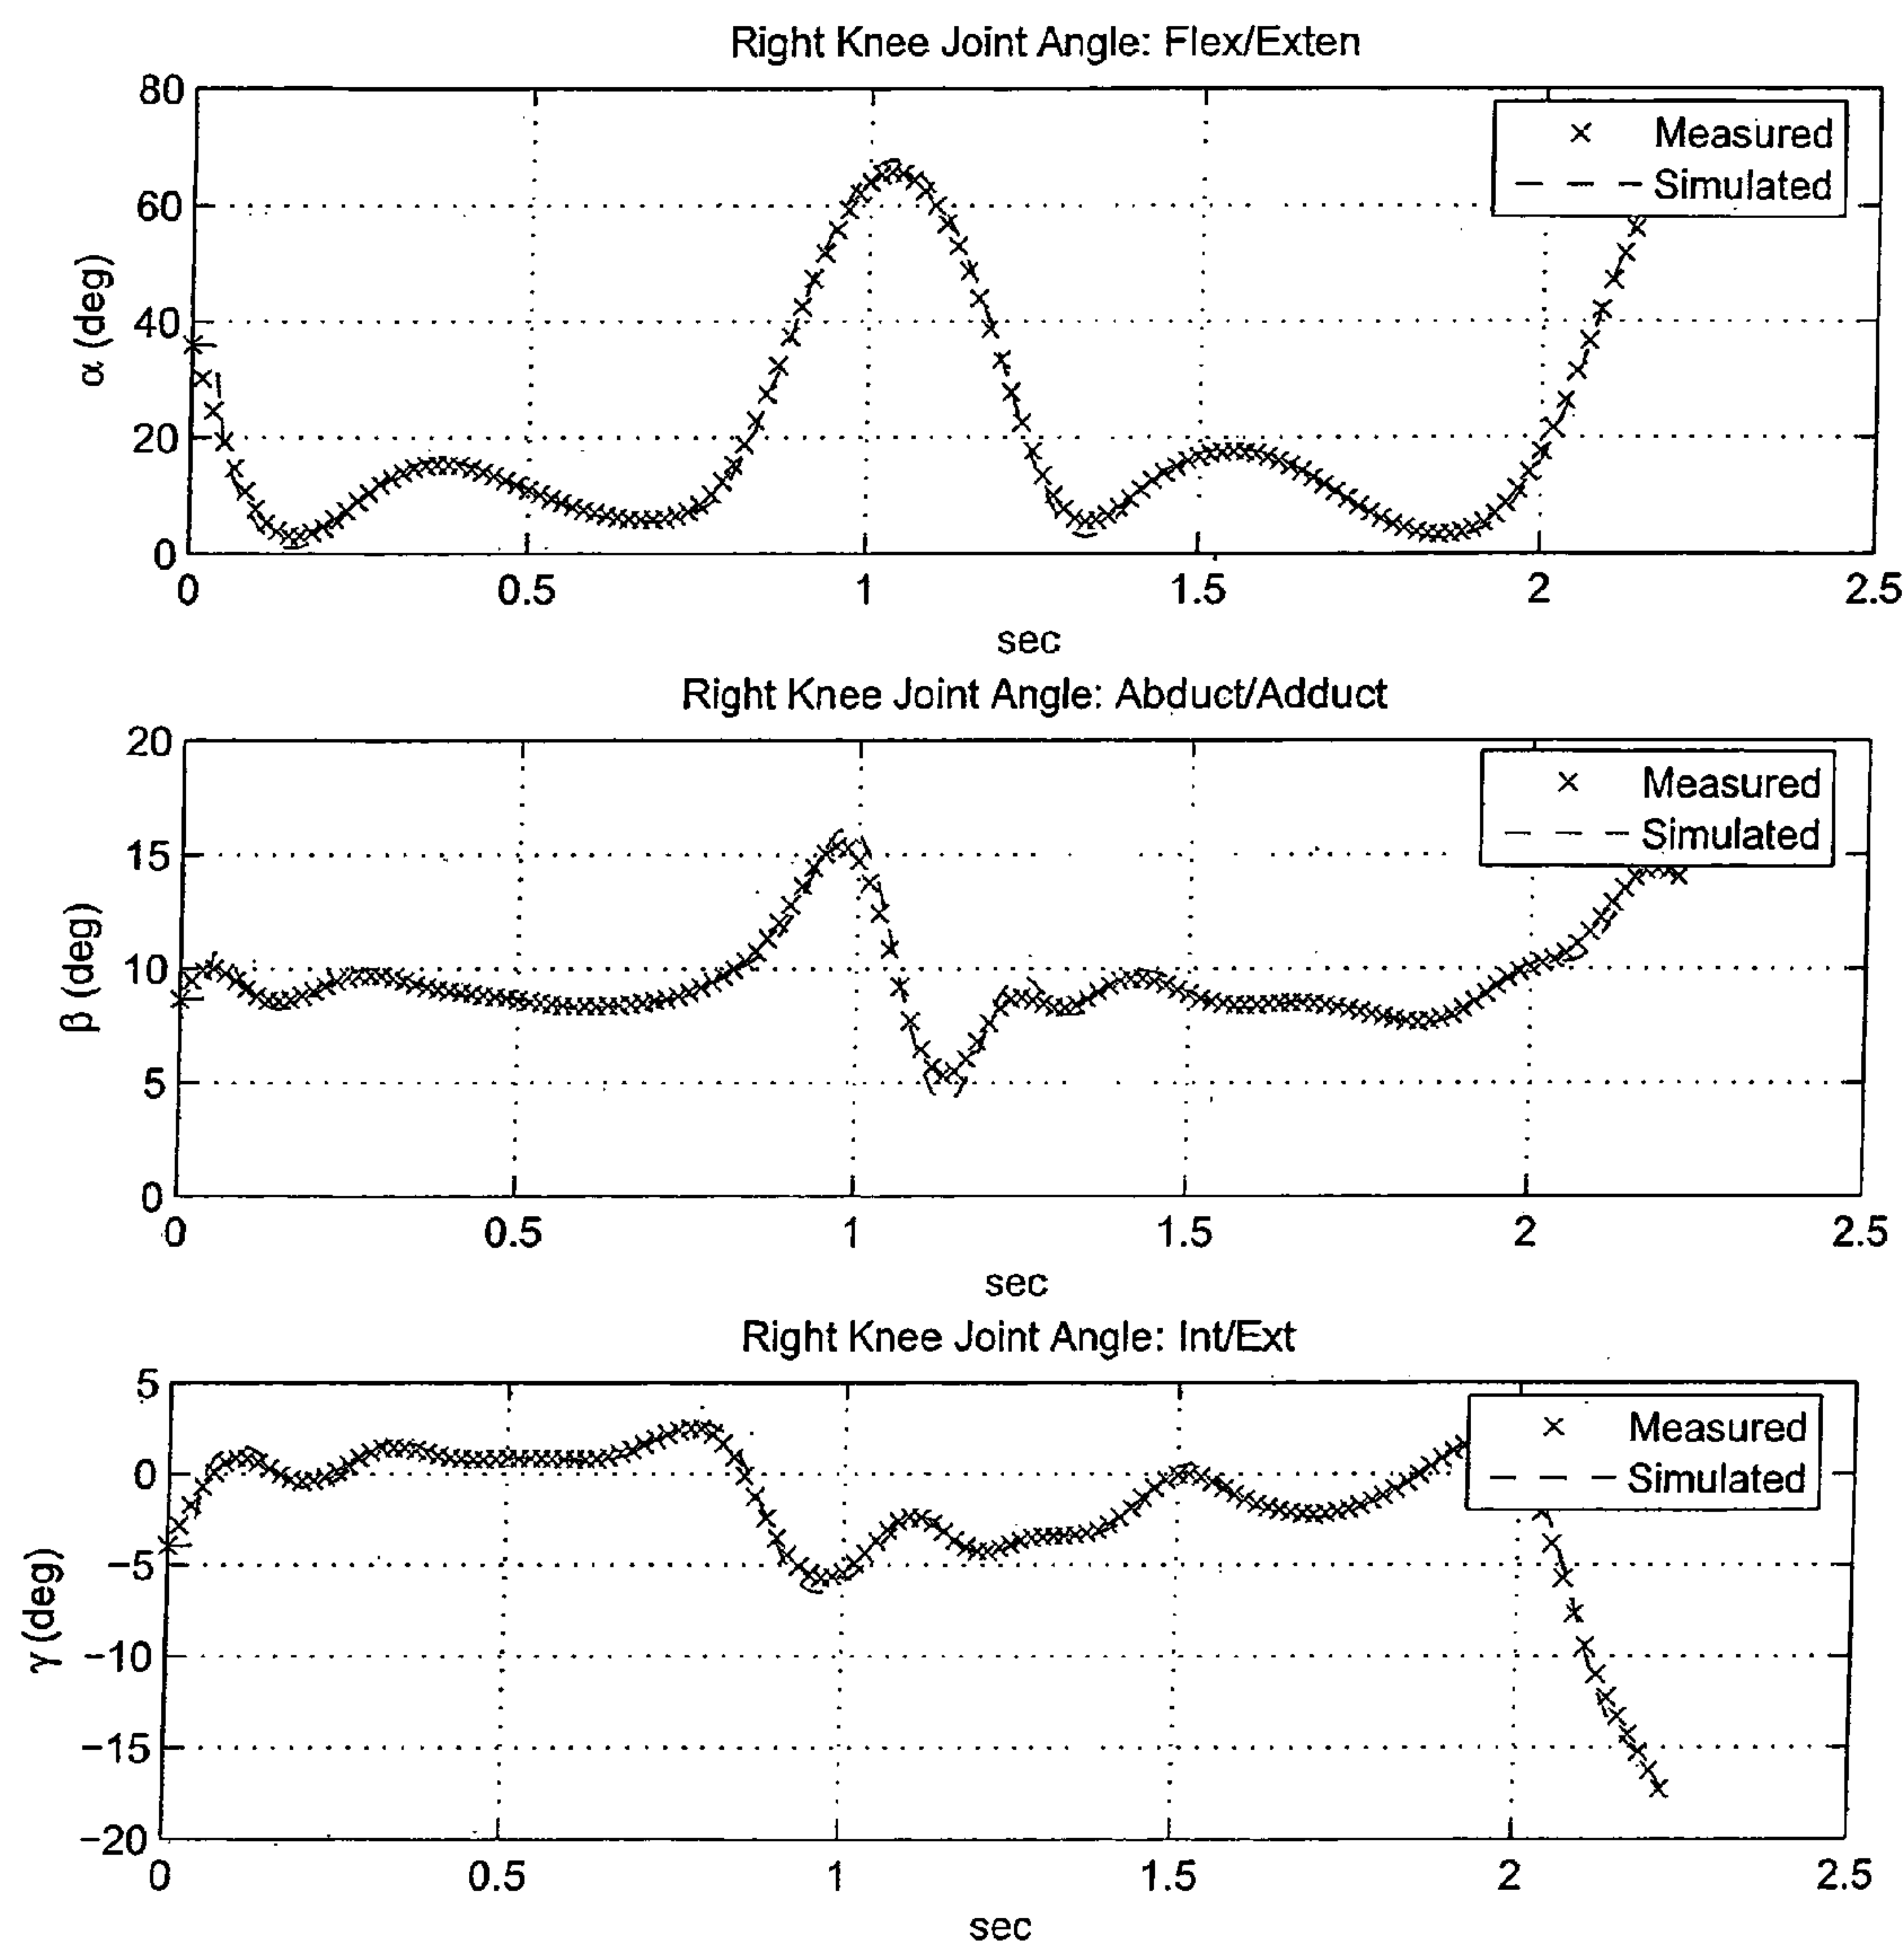 Right Knee Joint Angle: Flex/Exten
80
60
40
20
0
α (deg)
× Measured
– – – Simulated
0 0.5 1 1.5 2 2.5
sec
Right Knee Joint Angle: Abduct/Adduct
20
15
10
5
0
β (deg)
× Measured
– – – Simulated
0 0.5 1 1.5 2 2.5
sec
Right Knee Joint Angle: Int/Ext
5
0
−5
−10
−15
−20
γ (deg)
× Measured
– – – Simulated
0 0.5 1 1.5 2 2.5
sec